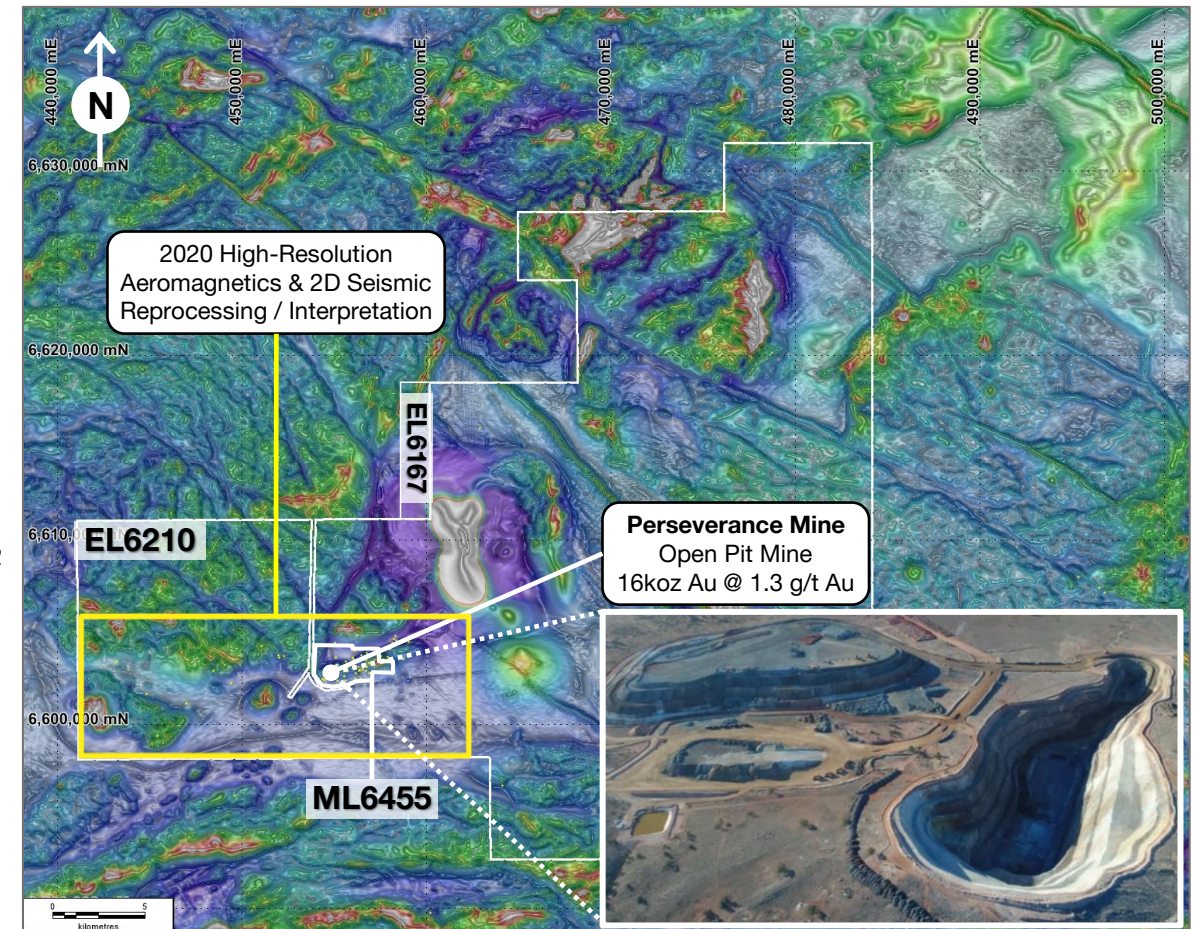 440,000 mE
450,000 mE
460,000 mE
470,000 mE
480,000 mE
490,000 mE
500,000 mE
N
6,630,000 mN
2020 High-Resolution
Aeromagnetics & 2D Seismic
Reprocessing / Interpretation
6,620,000 mN
EL6167
Perseverance Mine
Open Pit Mine
16koz Au @ 1.3 g/t Au
EL6210
6,600,000 mN
ML6455
0 5
kilometres